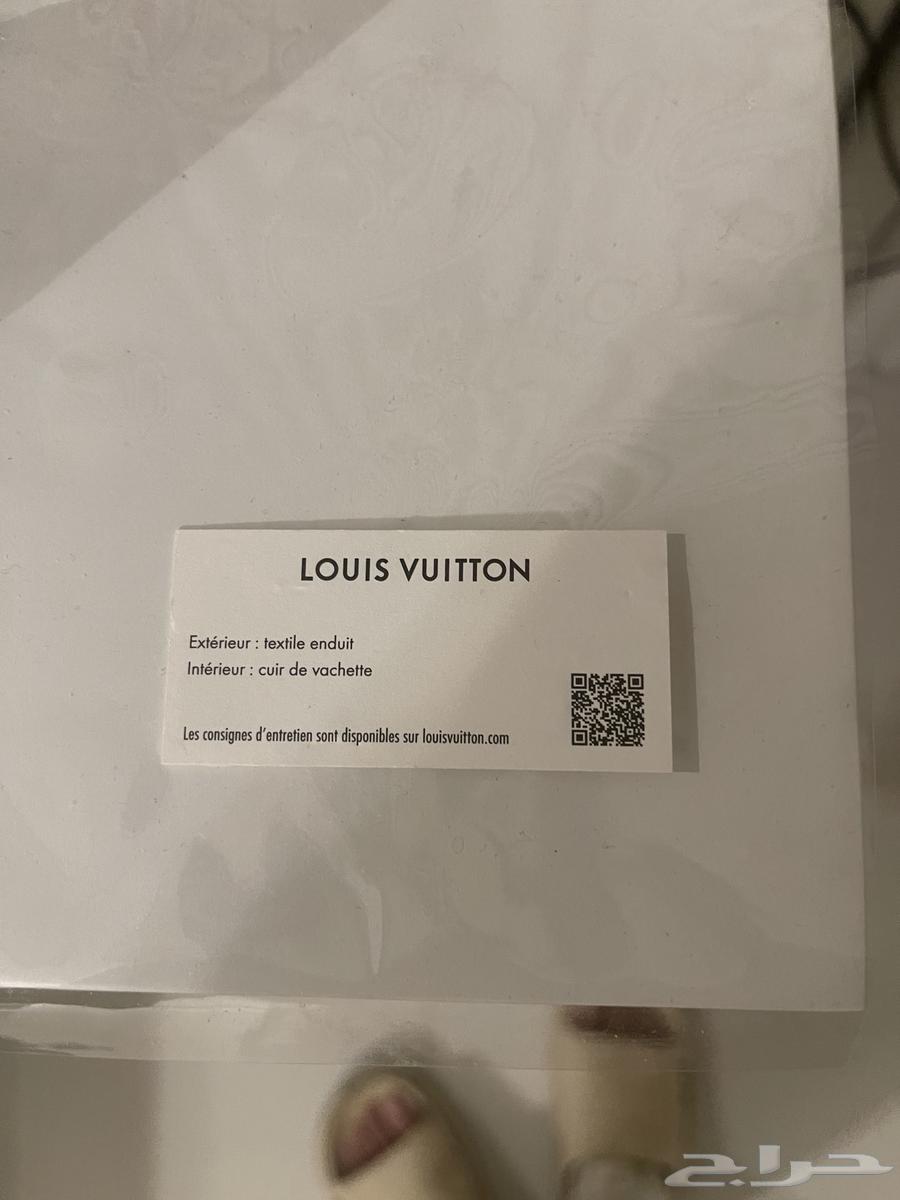 LOUIS VUITTON
Extérieur : textile enduit
Intérieur : cuir de vachette
Les consignes d'entretien sont disponibles sur louisvuitton.com
حراج